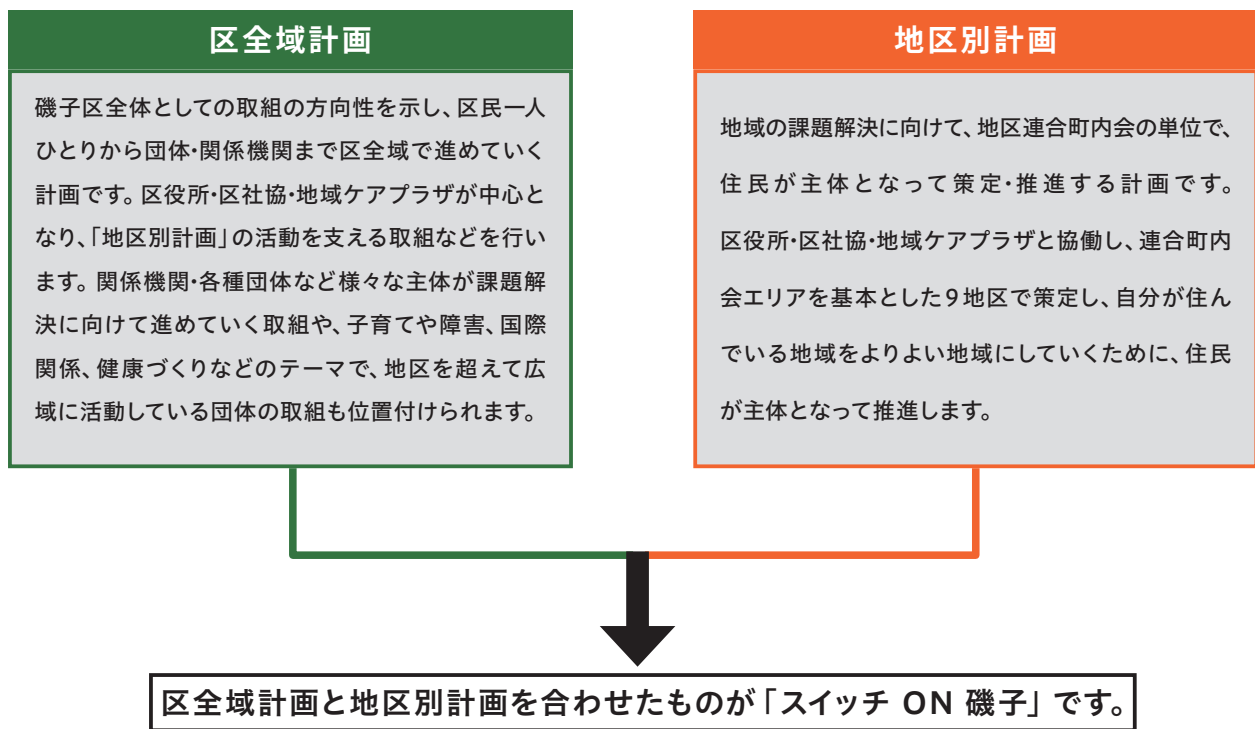 区全域計画
磯子区全体としての取組の方向性を示し、区民一人
ひとりから団体・関係機関まで区全域で進めていく
計画です。区役所・区社協・地域ケアプラザが中心と
なり、「地区別計画」の活動を支える取組などを行い
ます。関係機関・各種団体など様々な主体が課題解
決に向けて進めていく取組や、子育てや障害、国際
関係、健康づくりなどのテーマで、地区を超えて広
域に活動している団体の取組も位置付けられます。
地区別計画
地域の課題解決に向けて、地区連合町内会の単位で、
住民が主体となって策定・推進する計画です。
区役所・区社協・地域ケアプラザと協働し、連合町内
会エリアを基本とした9地区で策定し、自分が住ん
でいる地域をよりよい地域にしていくために、住民
が主体となって推進します。
区全域計画と地区別計画を合わせたものが「スイッチ ON 磯子」です。